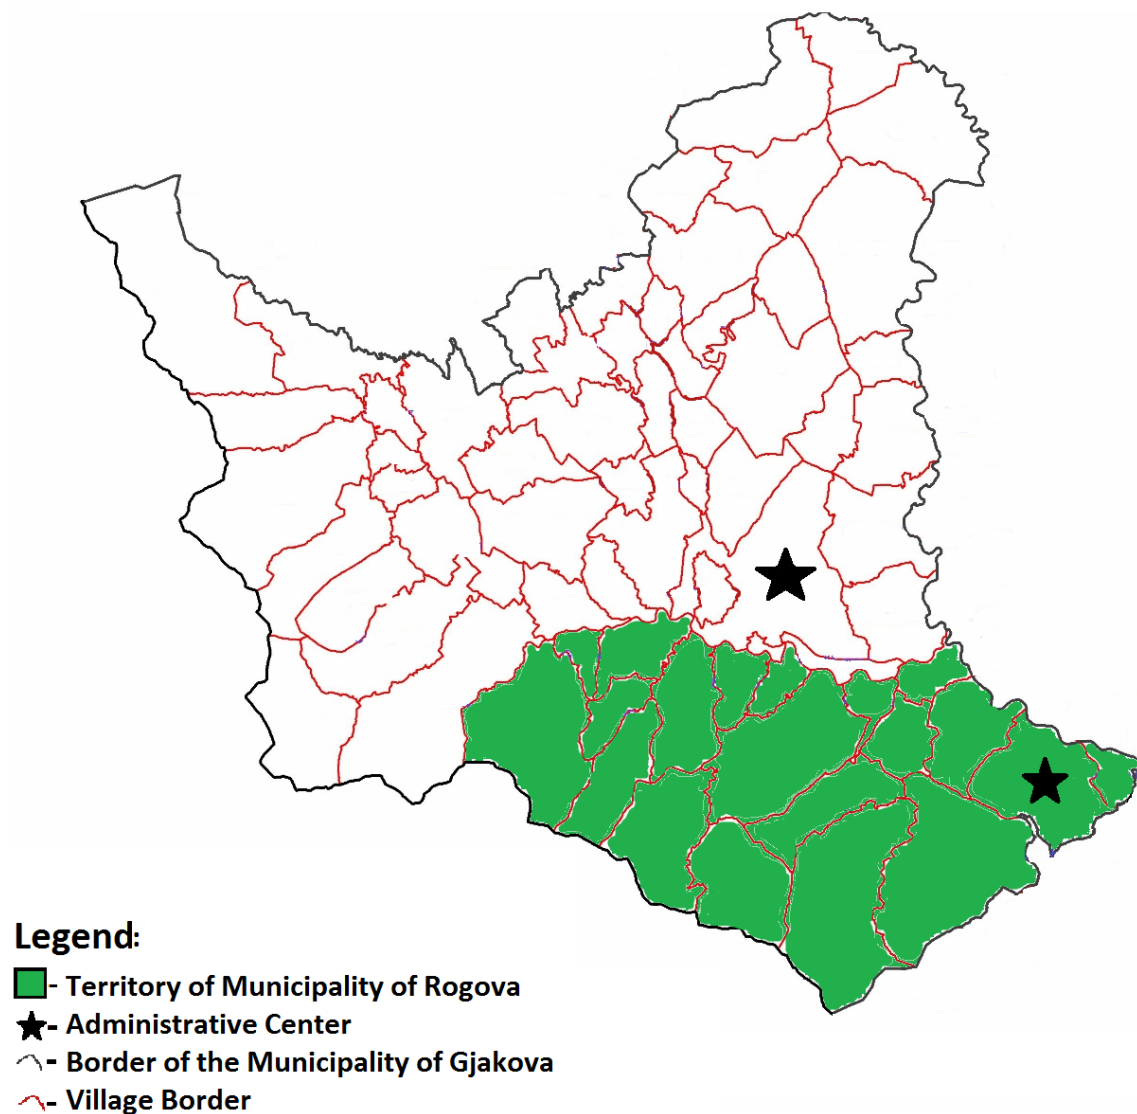 Legend:
- Territory of Municipality of Rogova
- Administrative Center
- Border of the Municipality of Gjakova
- Village Border